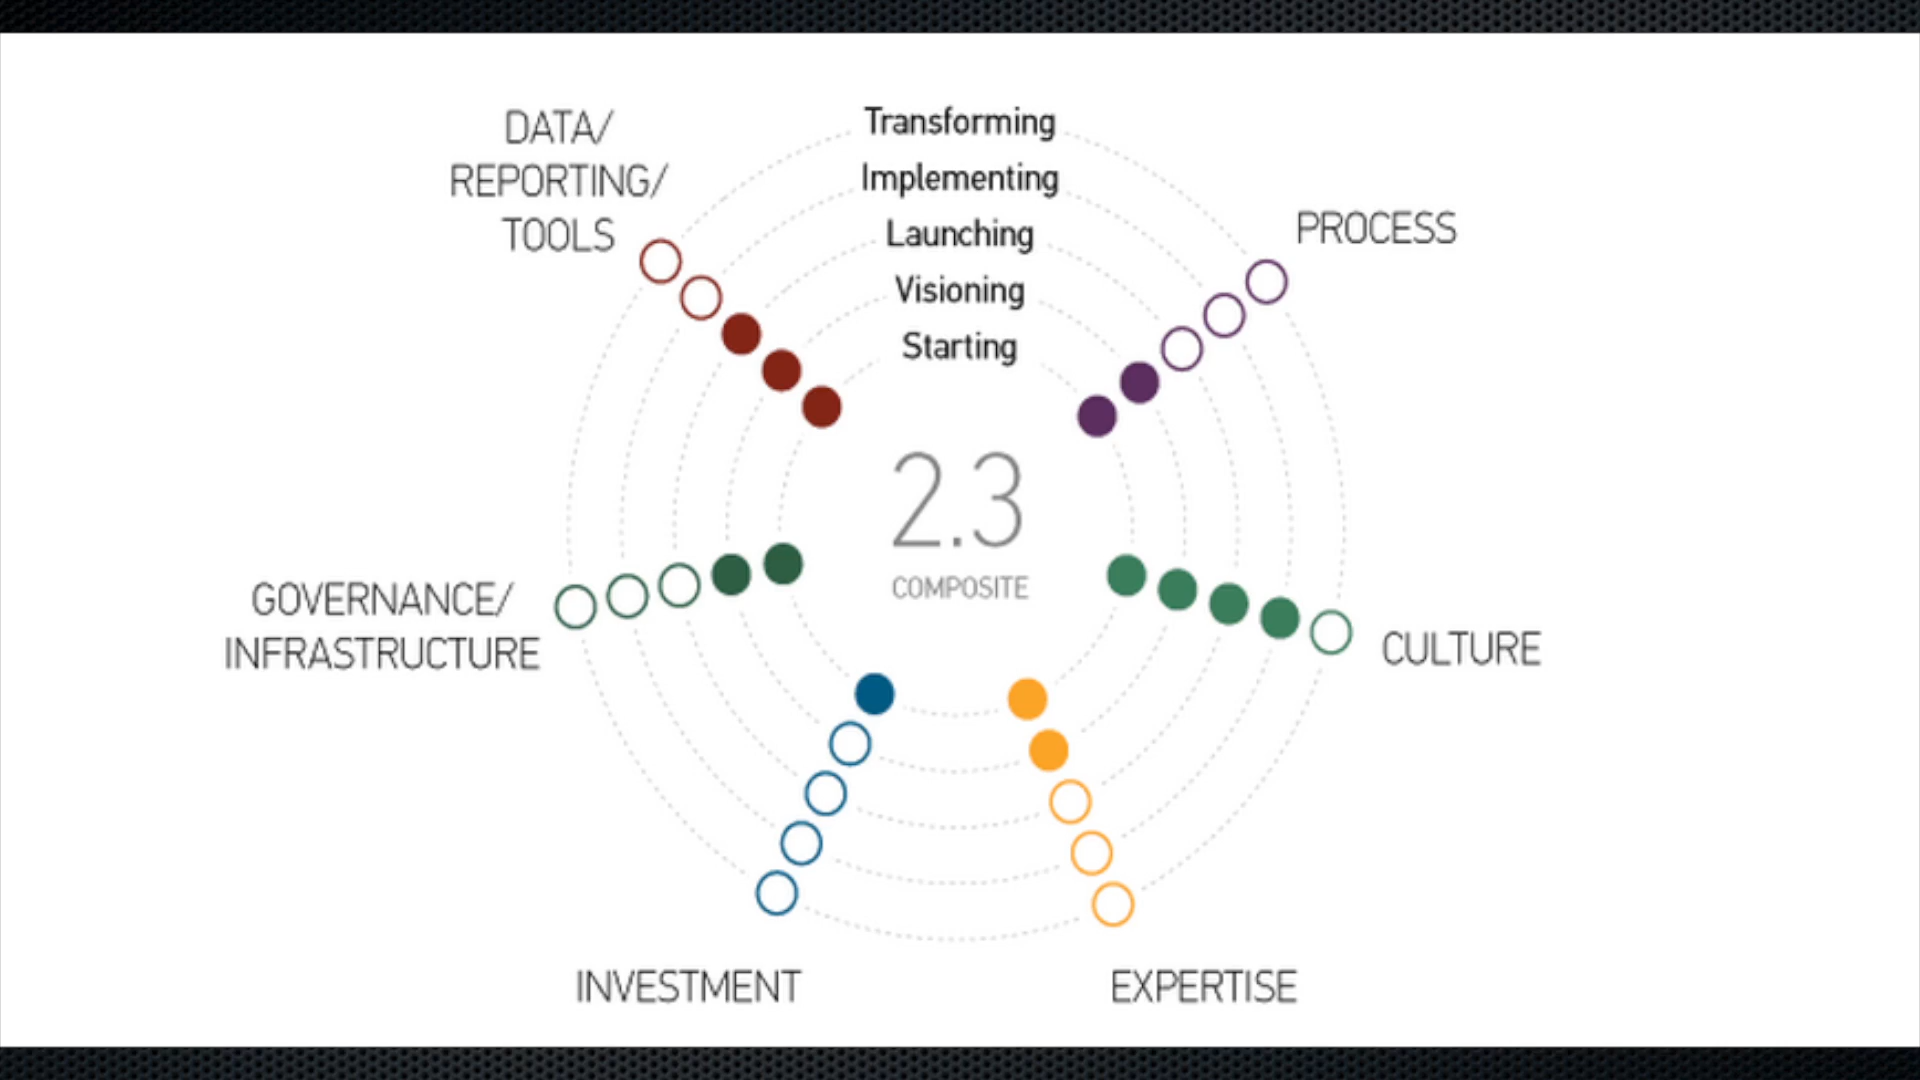 Transforming
Implementing
Launching
Visioning
Starting
DATA/
REPORTING/
TOOLS
PROCESS
2.3
COMPOSITE
GOVERNANCE/
INFRASTRUCTURE
CULTURE
INVESTMENT
EXPERTISE